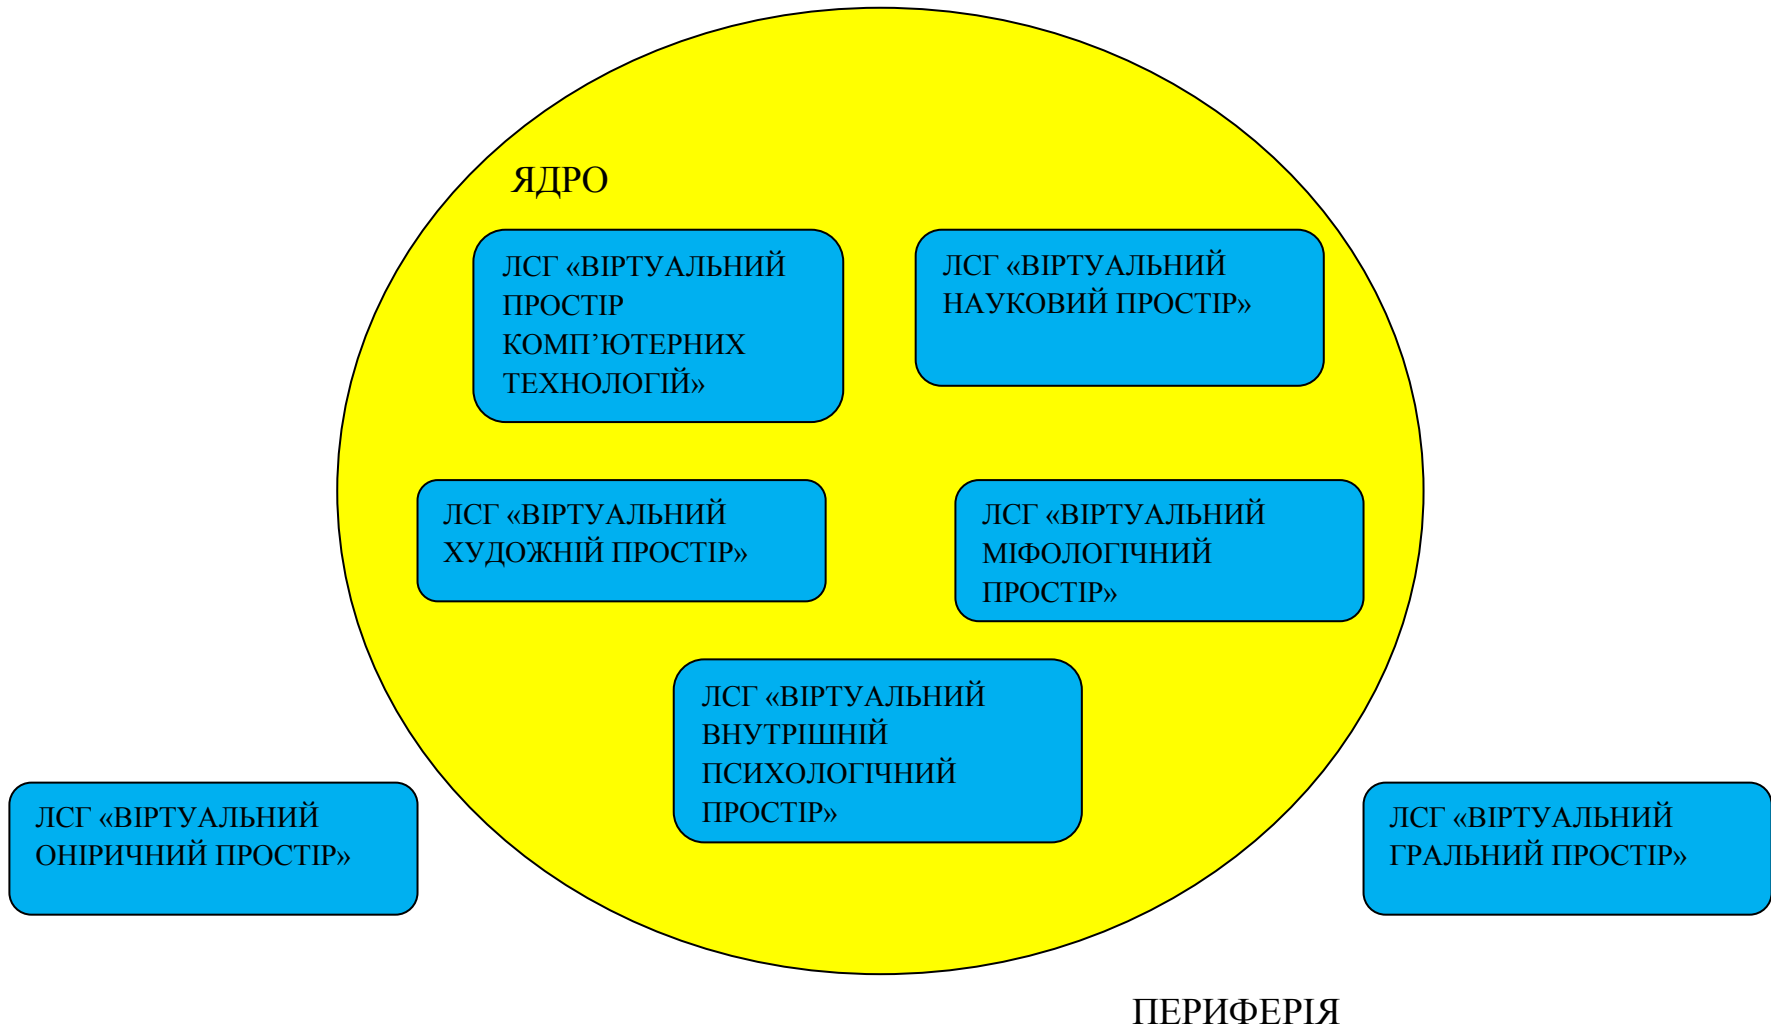 ЯДРО
ЛСГ «ВІРТУАЛЬНИЙ
ПРОСТІР
КОМП’ЮТЕРНИХ
ТЕХНОЛОГІЙ»
ЛСГ «ВІРТУАЛЬНИЙ
НАУКОВИЙ ПРОСТІР»
ЛСГ «ВІРТУАЛЬНИЙ
ХУДОЖНІЙ ПРОСТІР»
ЛСГ «ВІРТУАЛЬНИЙ
МІФОЛОГІЧНИЙ
ПРОСТІР»
ЛСГ «ВІРТУАЛЬНИЙ
ВНУТРІШНІЙ
ПСИХОЛОГІЧНИЙ
ПРОСТІР»
ЛСГ «ВІРТУАЛЬНИЙ
ОНІРИЧНИЙ ПРОСТІР»
ЛСГ «ВІРТУАЛЬНИЙ
ГРАЛЬНИЙ ПРОСТІР»
ПЕРИФЕРІЯ